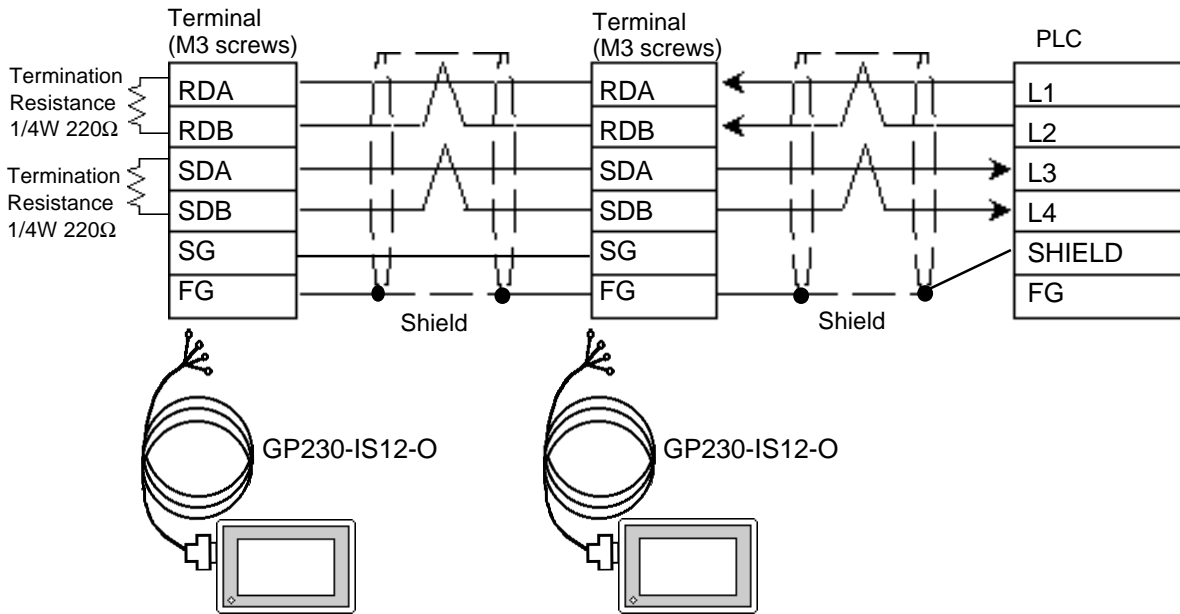 Terminal
(M3 screws)
Terminal
(M3 screws)
PLC
Termination
Resistance
1/4W 220Ω
Termination
Resistance
1/4W 220Ω
RDA
RDB
SDA
SDB
SG
FG
RDA
RDB
SDA
SDB
SG
FG
L1
L2
L3
L4
SHIELD
FG
Shield
Shield
GP230-IS12-O
GP230-IS12-O